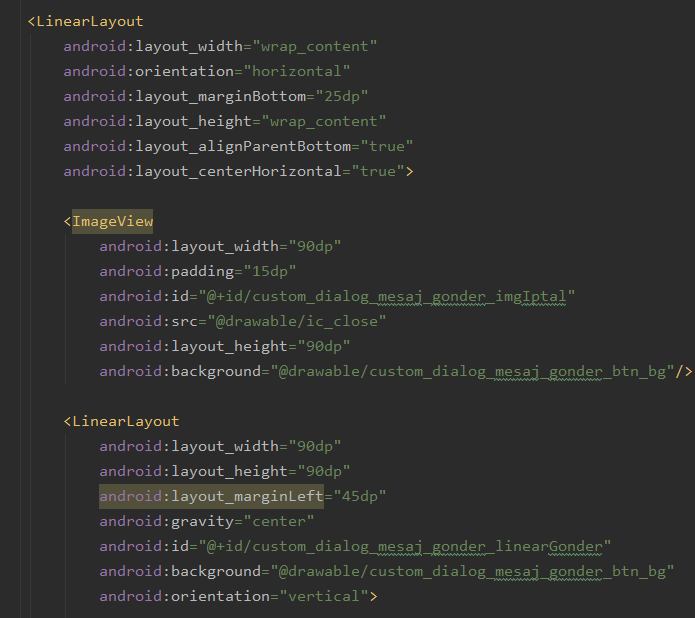 <LinearLayout
android:layout_width="wrap_content"
android:orientation="horizontal"
android:layout_marginBottom="25dp"
android:layout_height="wrap_content"
android:layout_alignParentBottom="true"
android:layout_centerHorizontal="true">
<ImageView
android:layout_width="90dp"
android:padding="15dp"
android:id="@+id/custom_dialog_mesaj_gonder_imgIptal"
android:src="@drawable/ic_close"
android:layout_height="90dp"
android:background="@drawable/custom_dialog_mesaj_gonder_btn_bg"/>
<LinearLayout
android:layout_width="90dp"
android:layout_height="90dp"
android:layout_marginLeft="45dp"
android:gravity="center"
android:id="@+id/custom_dialog_mesaj_gonder_linearGonder"
android:background="@drawable/custom_dialog_mesaj_gonder_btn_bg"
android:orientation="vertical">